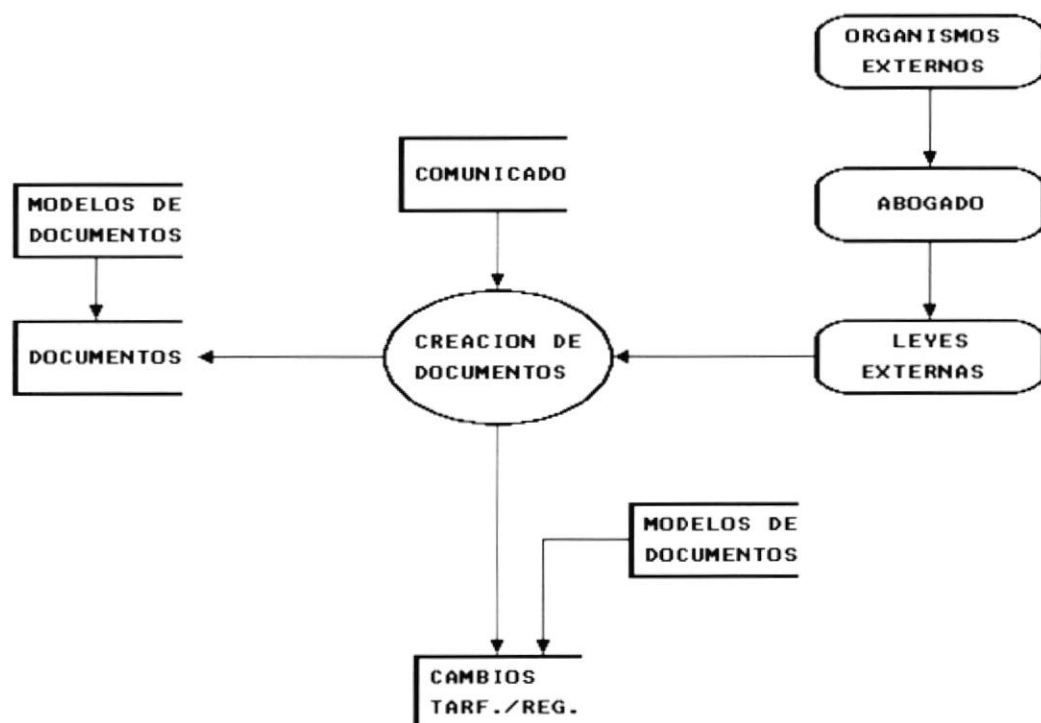 ORGANISMOS
EXTERNOS
COMUNICADO
ABOGADO
MODELOS DE
DOCUMENTOS
DOCUMENTOS
CREACION DE
DOCUMENTOS
LEYES
EXTERNAS
MODELOS DE
DOCUMENTOS
CAMBIOS
TARF./REG.